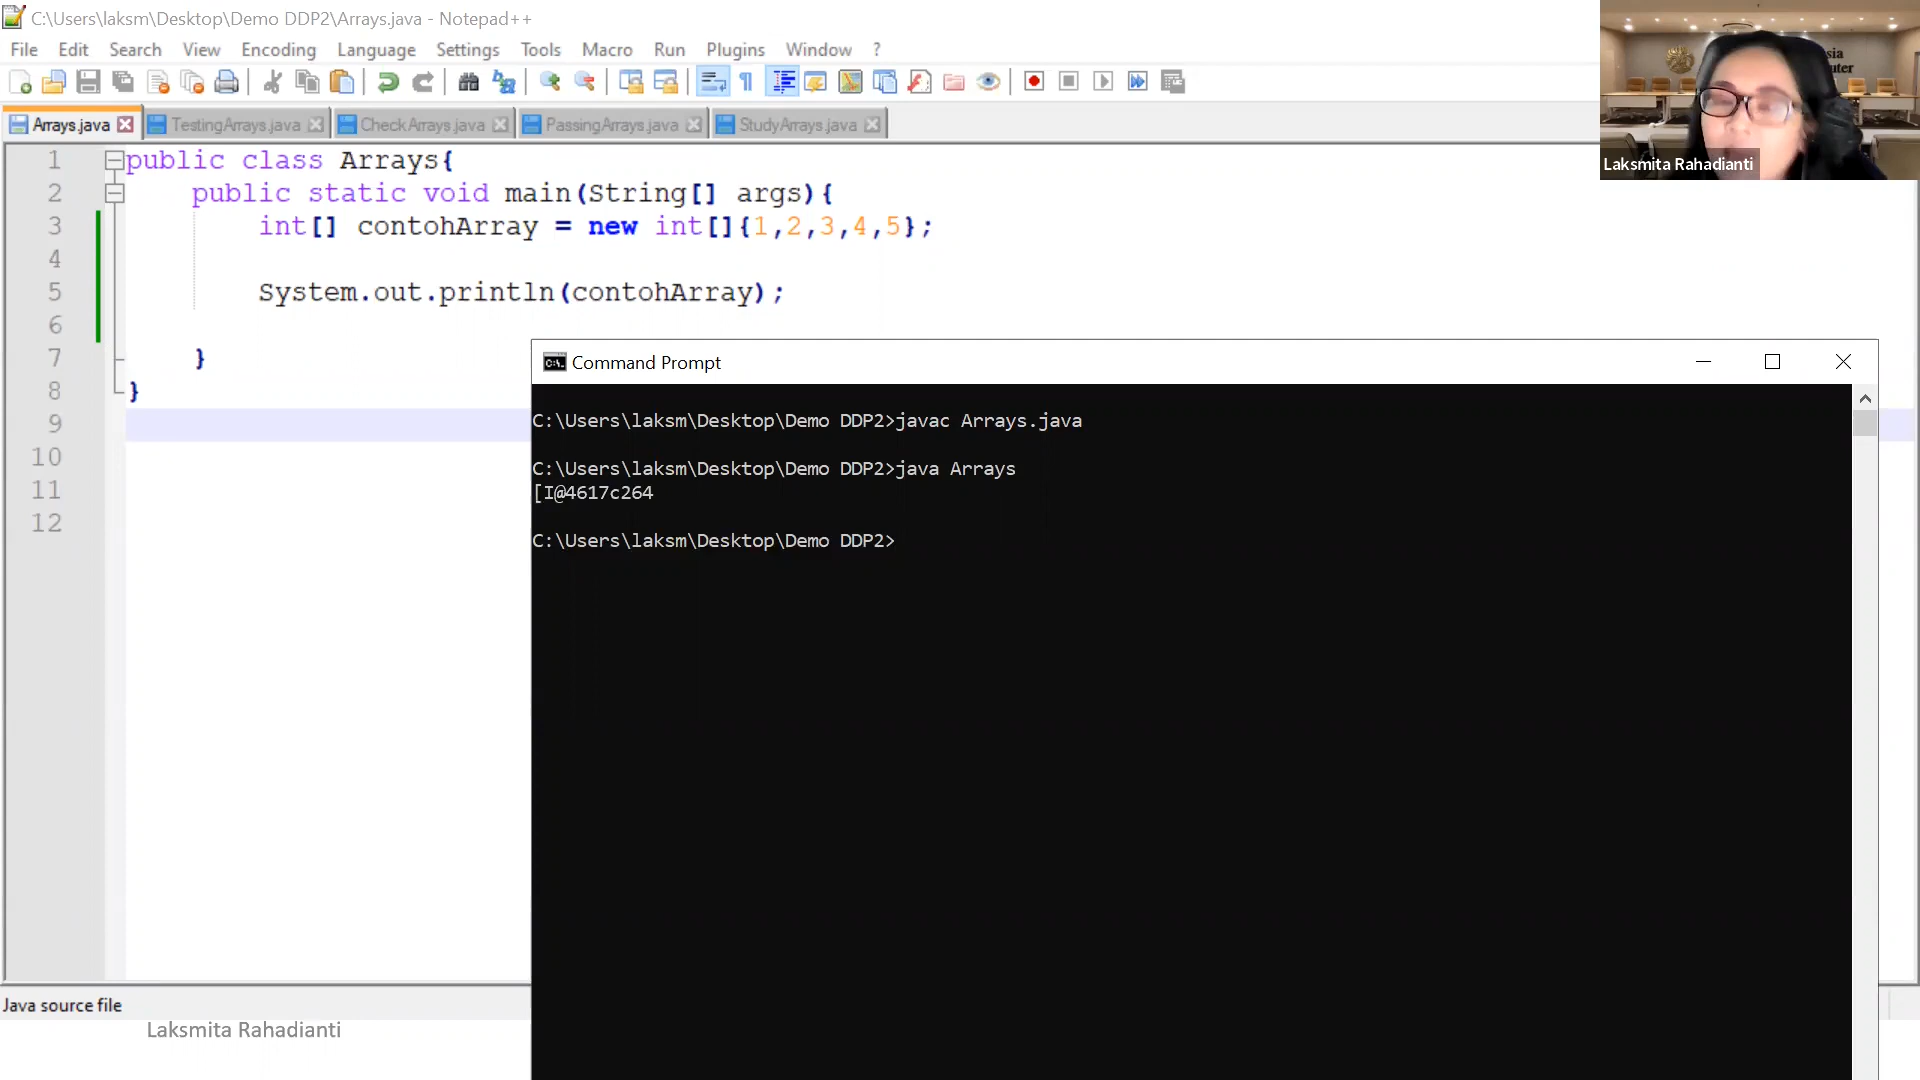 C:\Users\laksm\Desktop\Demo DDP2\Arrays.java - Notepad++
File Edit Search View Encoding Language Settings Tools Macro Run Plugins Window ?
Arrays.java TestingArrays.java CheckArrays.java PassingArrays.java StudyArrays.java
1 public class Arrays{
2 public static void main(String[] args){
3 int[] contohArray = new int[]{1,2,3,4,5};
4
5 System.out.println(contohArray);
6
7 }
8 }
9
10
11
12
Command Prompt
C:\Users\laksm\Desktop\Demo DDP2>javac Arrays.java
C:\Users\laksm\Desktop\Demo DDP2>java Arrays
[I@4617c264
C:\Users\laksm\Desktop\Demo DDP2>
Java source file
Laksmita Rahadianti
Laksmita Rahadianti